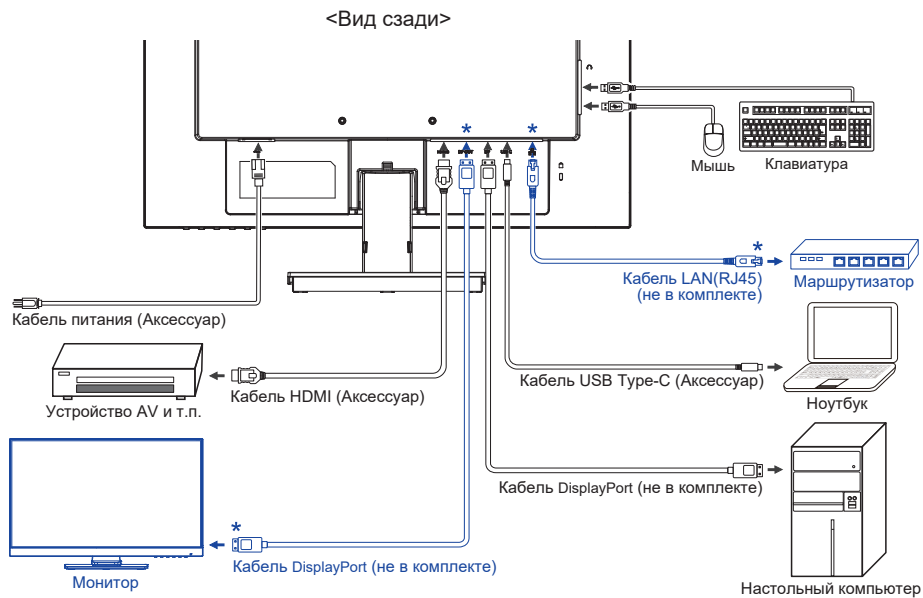 <Вид сзади>
*
*
Мышь
Клавиатура
*
Кабель LAN(RJ45)
(не в комплекте)
Маршрутизатор
Кабель питания (Аксессуар)
Кабель USB Type-C (Аксессуар)
Кабель HDMI (Аксессуар)
Устройство AV и т.п.
Ноутбук
Кабель DisplayPort (не в комплекте)
*
Кабель DisplayPort (не в комплекте)
Монитор
Настольный компьютер